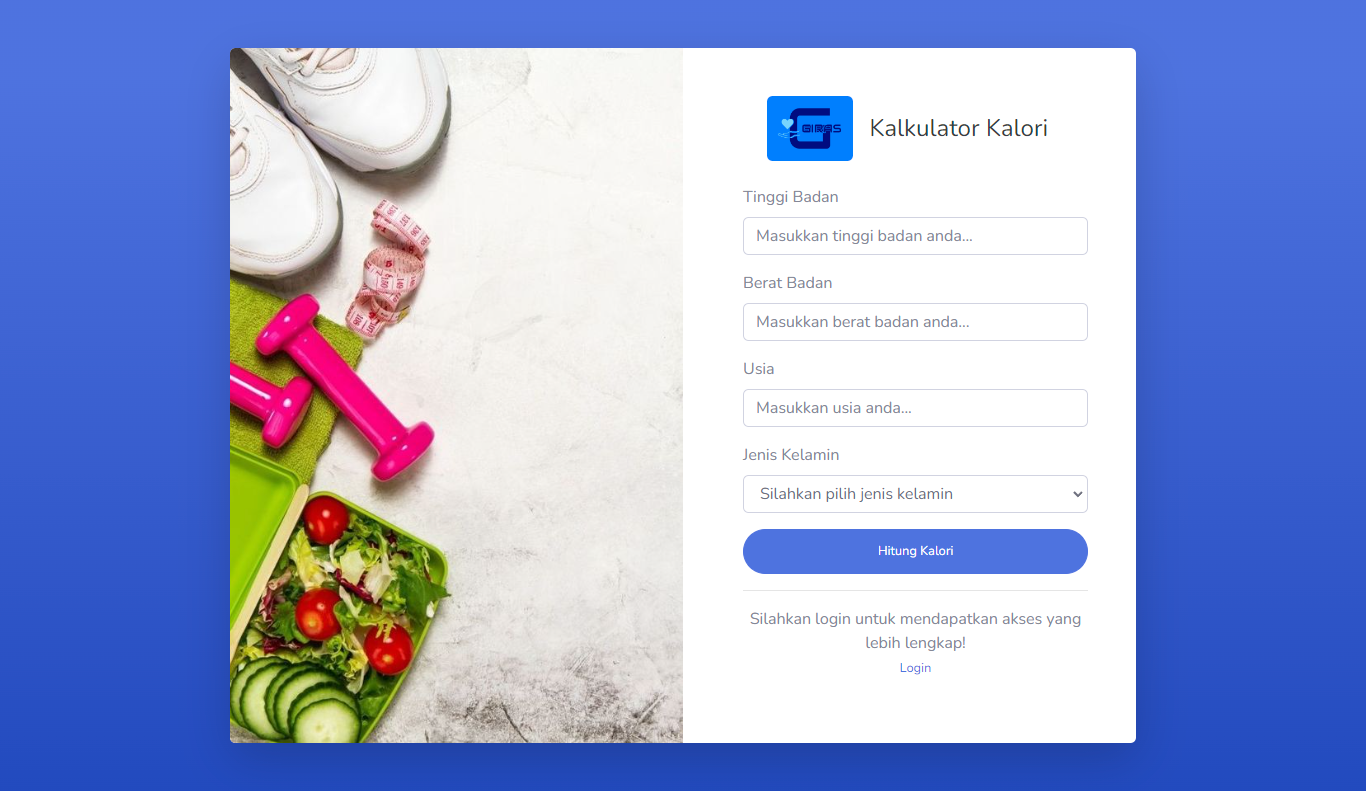 GIRGS
Kalkulator Kalori
Tinggi Badan
Masukkan tinggi badan anda...
Berat Badan
Masukkan berat badan anda...
Usia
Masukkan usia anda...
Jenis Kelamin
Silahkan pilih jenis kelamin
Hitung Kalori
Silahkan login untuk mendapatkan akses yang
lebih lengkap!
Login